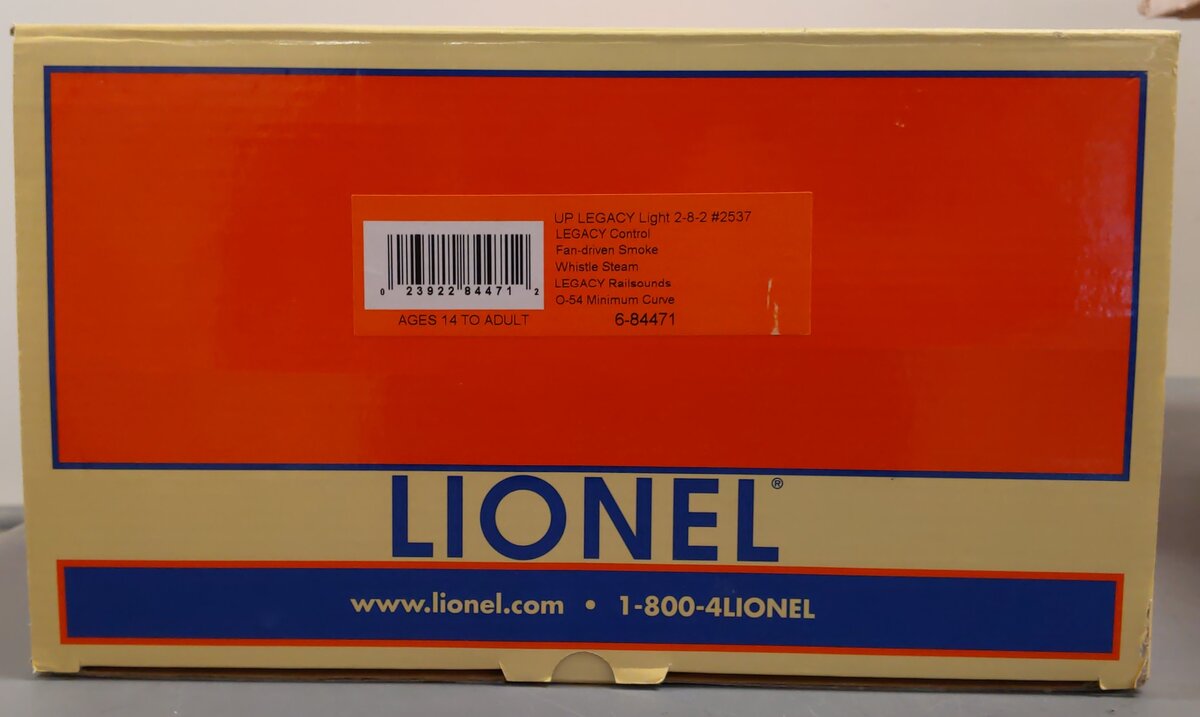 UP LEGACY Light 2-8-2 #2537
LEGACY Control
Fan-driven Smoke
Whistle Steam
LEGACY Railsounds
O-54 Minimum Curve
6-84471
0 23922 84471 2
AGES 14 TO ADULT
LIONEL®
www.lionel.com • 1-800-4LIONEL